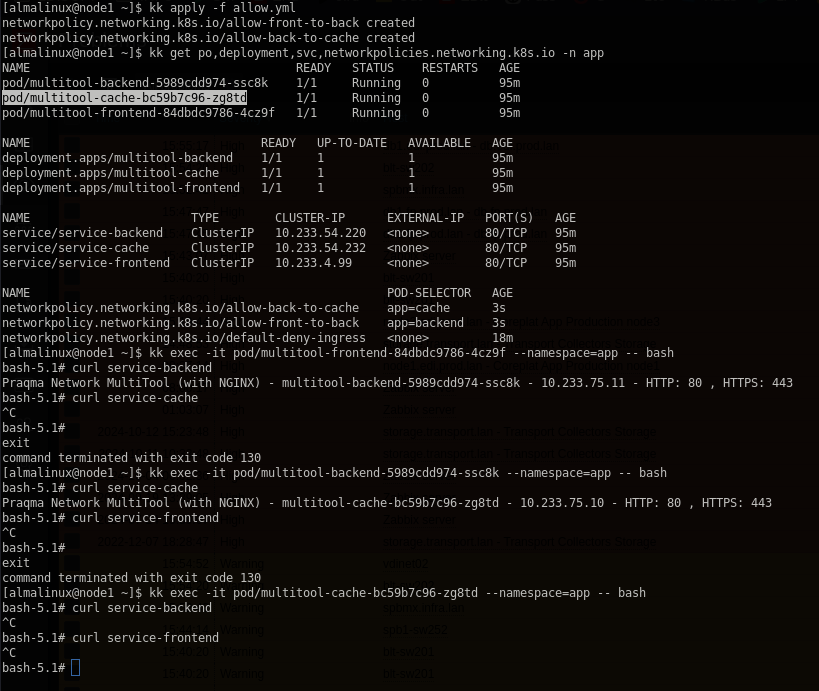 [almalinux@node1 ~]$ kk apply -f allow.yml
networkpolicy.networking.k8s.io/allow-front-to-back created
networkpolicy.networking.k8s.io/allow-back-to-cache created
[almalinux@node1 ~]$ kk get po,deployment,svc,networkpolicies.networking.k8s.io -n app
NAME                                      READY   STATUS    RESTARTS   AGE
pod/multitool-backend-5989cdd974-ssc8k    1/1     Running   0          95m
pod/multitool-cache-bc59b7c96-zg8td       1/1     Running   0          95m
pod/multitool-frontend-84dbdc9786-4cz9f   1/1     Running   0          95m
NAME                                 READY   UP-TO-DATE   AVAILABLE   AGE
deployment.apps/multitool-backend    1/1     1            1           95m
deployment.apps/multitool-cache      1/1     1            1           95m
deployment.apps/multitool-frontend   1/1     1            1           95m
NAME                       TYPE        CLUSTER-IP      EXTERNAL-IP   PORT(S)   AGE
service/service-backend    ClusterIP   10.233.54.220   <none>        80/TCP    95m
service/service-cache      ClusterIP   10.233.54.232   <none>        80/TCP    95m
service/service-frontend   ClusterIP   10.233.4.99     <none>        80/TCP    95m
NAME                                                   POD-SELECTOR   AGE
networkpolicy.networking.k8s.io/allow-back-to-cache    app=cache      3s
networkpolicy.networking.k8s.io/allow-front-to-back    app=backend    3s
networkpolicy.networking.k8s.io/default-deny-ingress   <none>         18m
[almalinux@node1 ~]$ kk exec -it pod/multitool-frontend-84dbdc9786-4cz9f --namespace=app -- bash
bash-5.1# curl service-backend
Praqma Network MultiTool (with NGINX) - multitool-backend-5989cdd974-ssc8k - 10.233.75.11 - HTTP: 80 , HTTPS: 443
bash-5.1# curl service-cache
^C
bash-5.1#
exit
command terminated with exit code 130
[almalinux@node1 ~]$ kk exec -it pod/multitool-backend-5989cdd974-ssc8k --namespace=app -- bash
bash-5.1# curl service-cache
Praqma Network MultiTool (with NGINX) - multitool-cache-bc59b7c96-zg8td - 10.233.75.10 - HTTP: 80 , HTTPS: 443
bash-5.1# curl service-frontend
^C
bash-5.1#
exit
command terminated with exit code 130
[almalinux@node1 ~]$ kk exec -it pod/multitool-cache-bc59b7c96-zg8td --namespace=app -- bash
bash-5.1# curl service-backend
^C
bash-5.1# curl service-frontend
^C
bash-5.1#